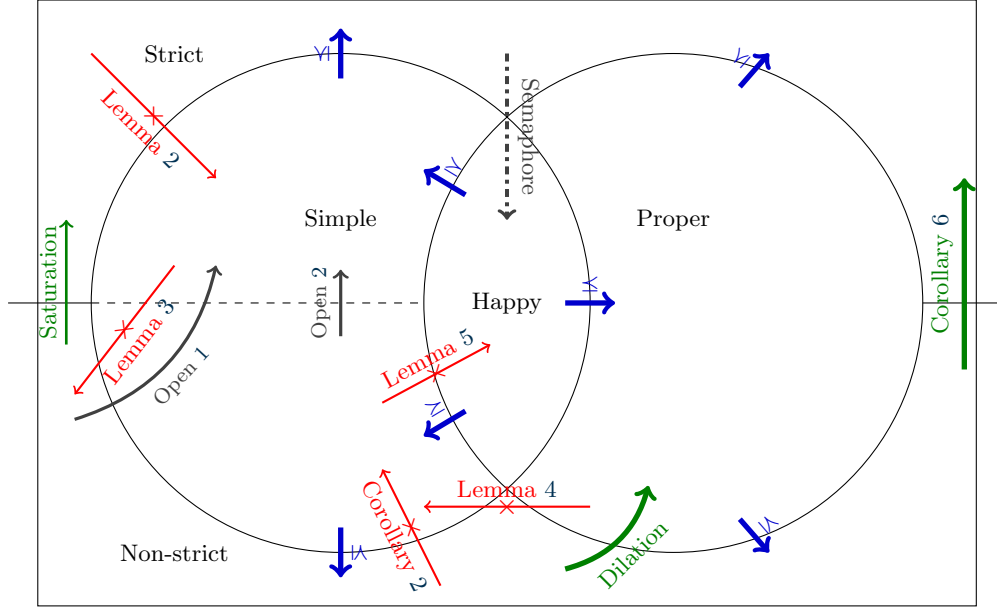 Strict
Lemma 2
Semaphore
Simple
Proper
Saturation
Open 2
Happy
Corollary 6
Lemma 3
Open 1
Lemma 5
Lemma 4
Corollary 2
Non-strict
Dilation
≤
≤
≤
≤
≤
≤
≤